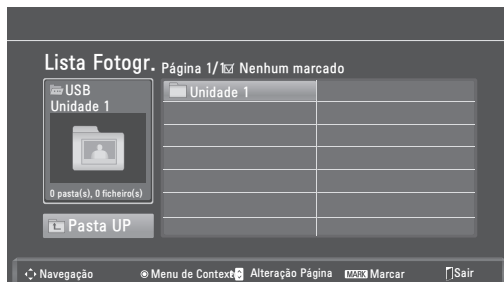 Lista Fotogr. Página 1/1 Nenhum marcado
USB
Unidade 1
Unidade 1
0 pasta(s), 0 ficheiro(s)
Pasta UP
Navegação Menu de Context Alteração Página MARK Marcar Sair